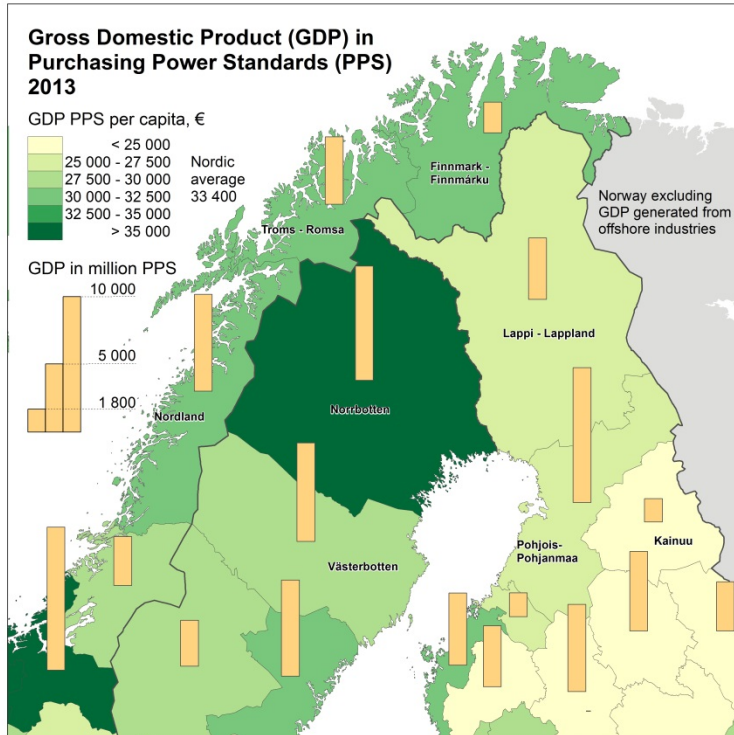 Gross Domestic Product (GDP) in
Purchasing Power Standards (PPS)
2013
GDP PPS per capita, €
< 25 000
25 000 - 27 500
27 500 - 30 000
30 000 - 32 500
32 500 - 35 000
> 35 000
Nordic
average
33 400
GDP in million PPS
10 000
5 000
1 800
Finnmark -
Finnmárku
Norway excluding
GDP generated from
offshore industries
Troms - Romsa
Lappi - Lappland
Nordland
Norrbotten
Pohjois-
Pohjanmaa
Kainuu
Västerbotten